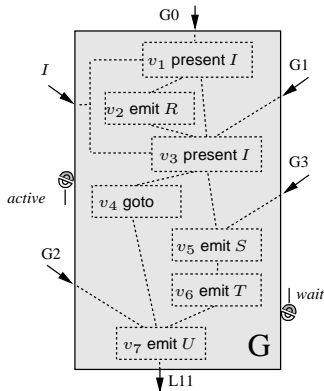 G0
v1 present I
I
G1
v2 emit R
v3 present I
G3
active
v4 goto
v5 emit S
G2
v6 emit T
wait
v7 emit U
G
L11